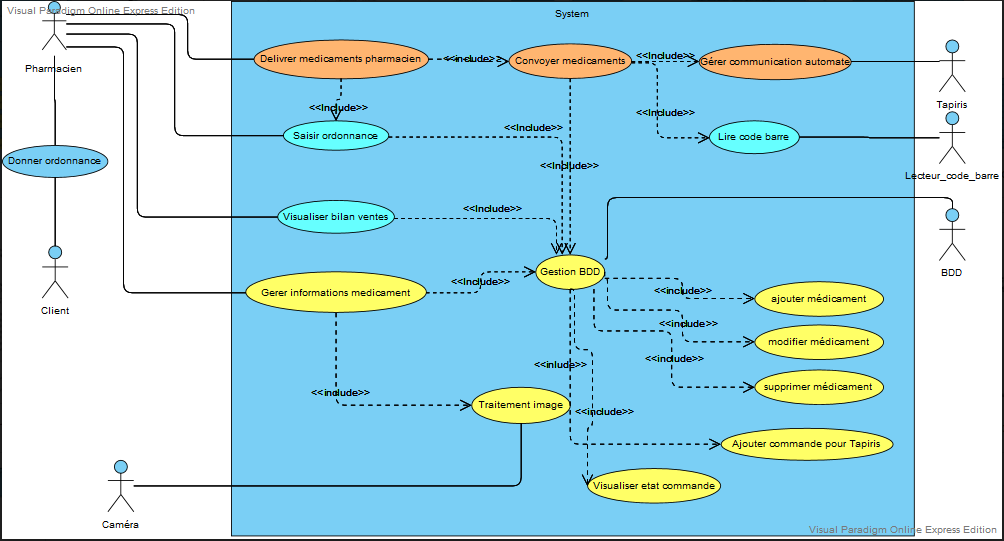 Visual Paradigm Online Express Edition
System
Pharmacien
Delivrer medicaments pharmacien
<<include>>
Convoyer medicaments
<<Include>>
Gérer communication automate
Tapiris
<<Include>>
<<Include>>
Saisir ordonnance
<<Include>>
Lire code barre
Donner ordonnance
<<Include>>
Lecteur_code_barre
Visualiser bilan ventes
<<Include>>
BDD
Client
Gerer informations medicament
<<Include>>
Gestion BDD
<<include>>
ajouter médicament
<<include>>
modifier médicament
<<include>>
<<inlude>>
supprimer médicament
<<include>>
Traitement image
<<include>>
Ajouter commande pour Tapiris
Visualiser etat commande
Caméra
Visual Paradigm Online Express Edition